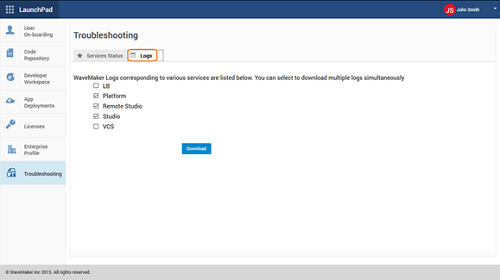 LaunchPad
JS John Smith
User
On-boarding
Code
Repository
Developer
Workspace
App
Deployments
Licenses
Enterprise
Profile
Troubleshooting
Troubleshooting
Services Status
Logs
WaveMaker Logs corresponding to various services are listed below. You can select to download multiple logs simultaneously
LB
Platform
Remote Studio
Studio
VCS
Download
© WaveMaker Inc 2015. All rights reserved.